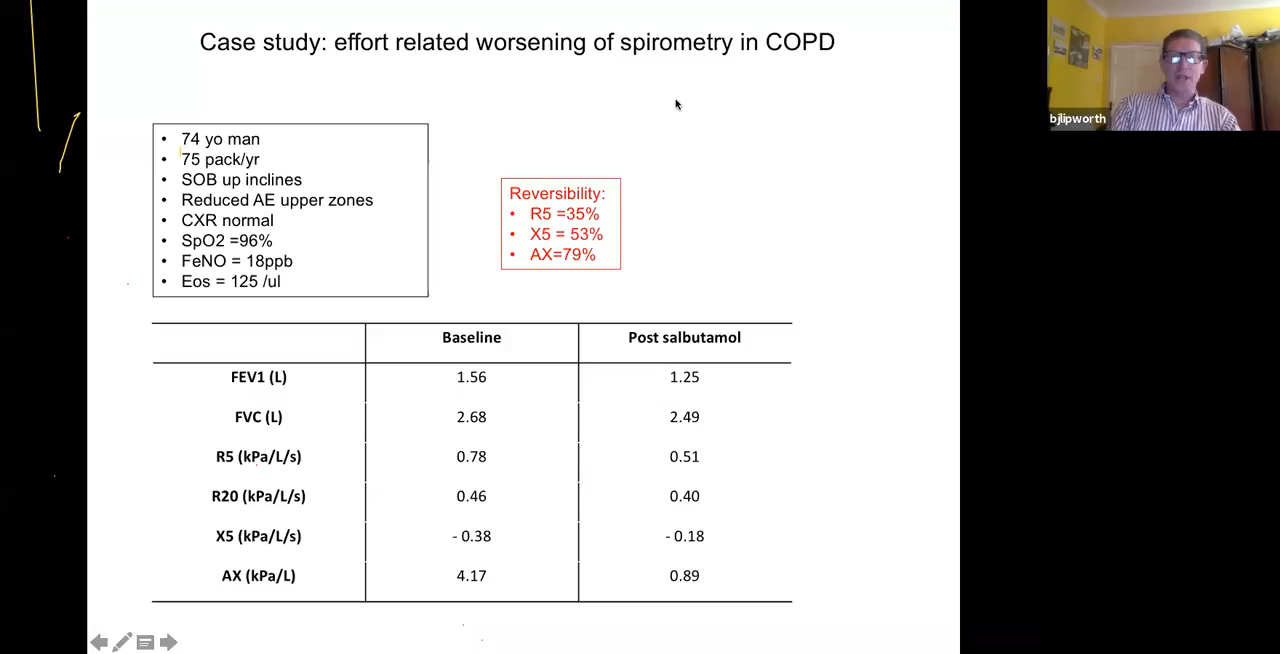 Case study: effort related worsening of spirometry in COPD
bjlipworth
• 74 yo man
• 75 pack/yr
• SOB up inclines
• Reduced AE upper zones
• CXR normal
• SpO2 =96%
• FeNO = 18ppb
• Eos = 125 /ul
Reversibility:
• R5 =35%
• X5 = 53%
• AX=79%
Baseline Post salbutamol
FEV1 (L) 1.56 1.25
FVC (L) 2.68 2.49
R5 (kPa/L/s) 0.78 0.51
R20 (kPa/L/s) 0.46 0.40
X5 (kPa/L/s) - 0.38 - 0.18
AX (kPa/L) 4.17 0.89